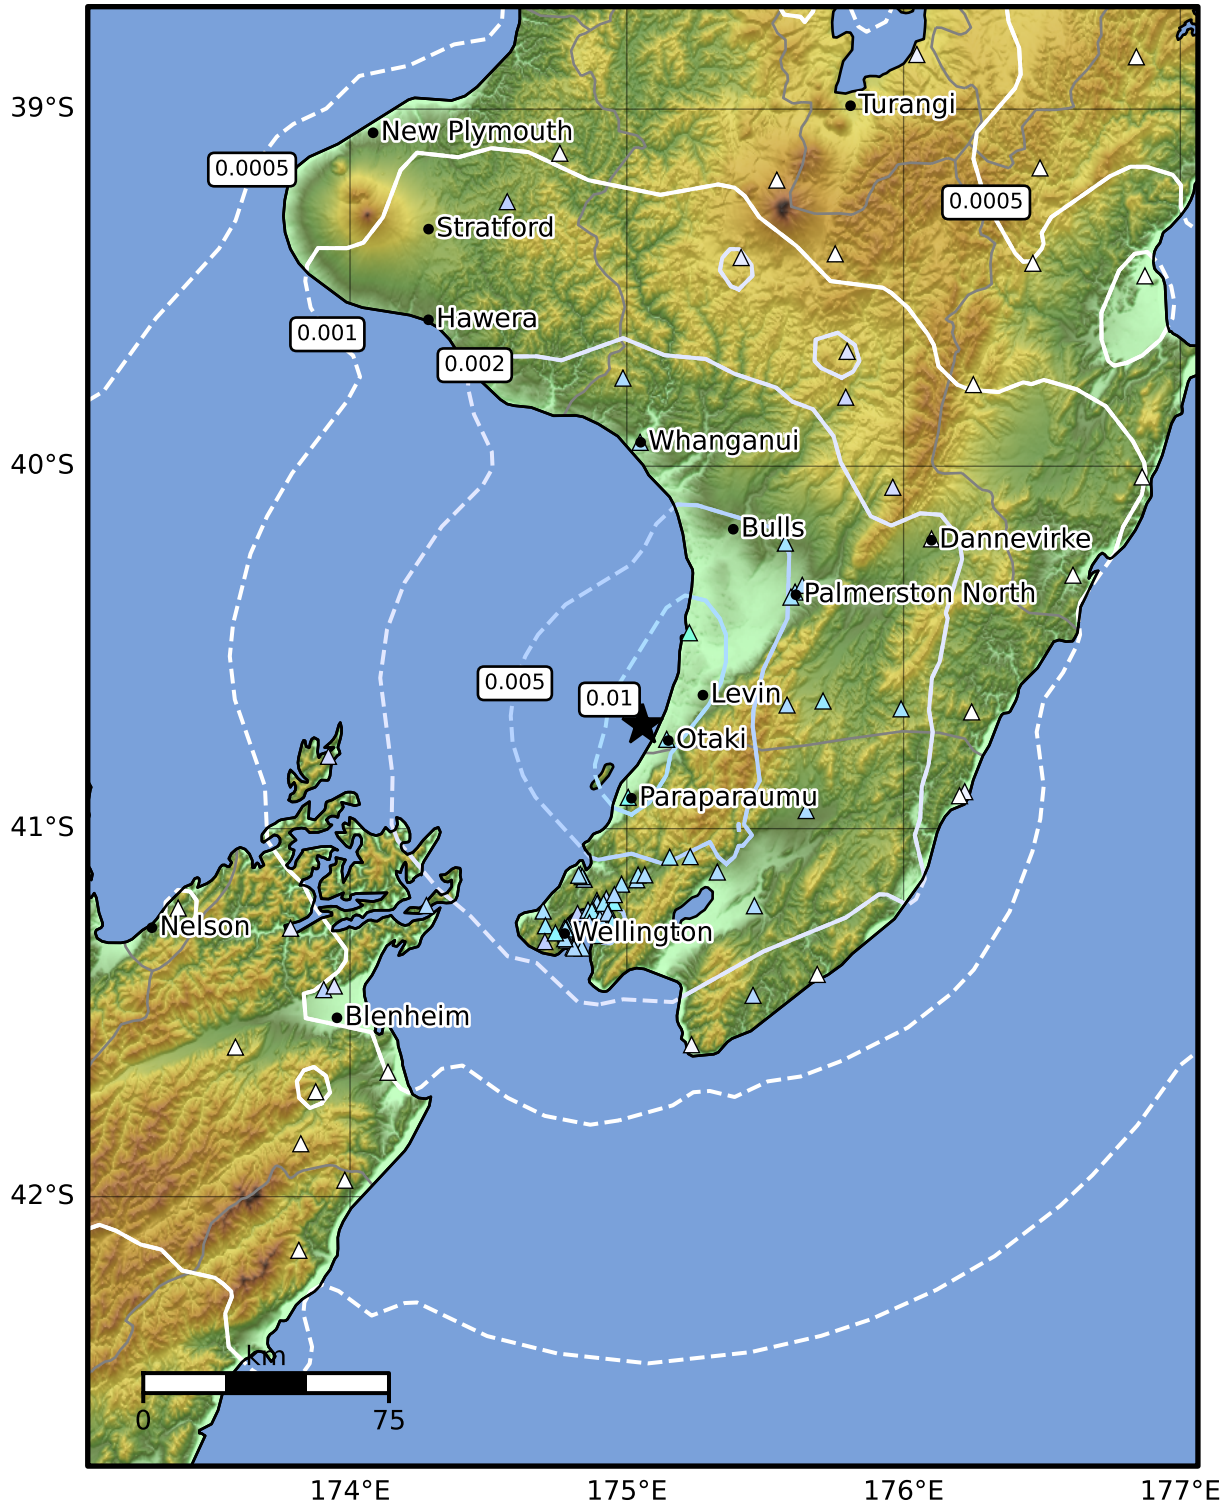 39°S
40°S
41°S
42°S
174°E
175°E
176°E
177°E
Turangi
New Plymouth
0.0005
0.0005
Stratford
Hawera
0.001
0.002
Whanganui
Bulls
Dannevirke
Palmerston North
0.005
0.01
Levin
Otaki
Paraparaumu
Nelson
Wellington
Blenheim
km
0
75